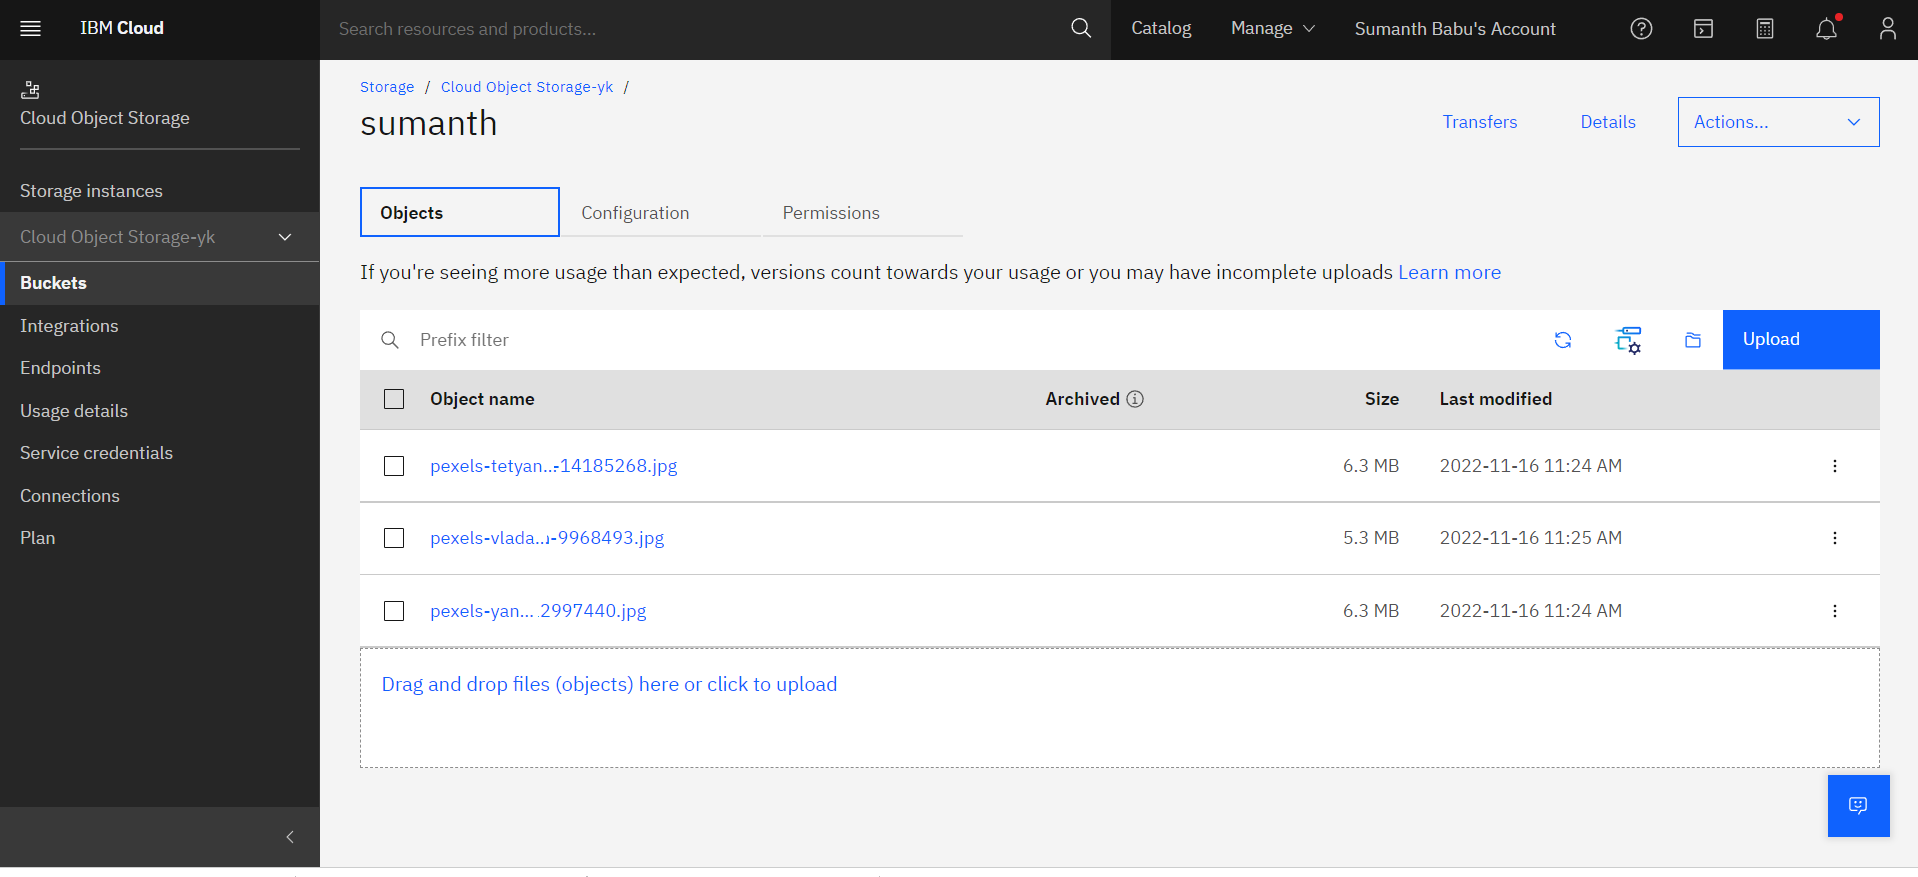 IBM Cloud
Search resources and products...
Catalog
Manage
Sumanth Babu's Account
Cloud Object Storage
Storage instances
Cloud Object Storage-yk
Buckets
Integrations
Endpoints
Usage details
Service credentials
Connections
Plan
Storage / Cloud Object Storage-yk /
sumanth
Transfers
Details
Actions...
Objects
Configuration
Permissions
If you're seeing more usage than expected, versions count towards your usage or you may have incomplete uploads Learn more
Prefix filter
Upload
Object name Archived Size Last modified
pexels-tetyan...-14185268.jpg 6.3 MB 2022-11-16 11:24 AM
pexels-vlada...-9968493.jpg 5.3 MB 2022-11-16 11:25 AM
pexels-yan... 2997440.jpg 6.3 MB 2022-11-16 11:24 AM
Drag and drop files (objects) here or click to upload